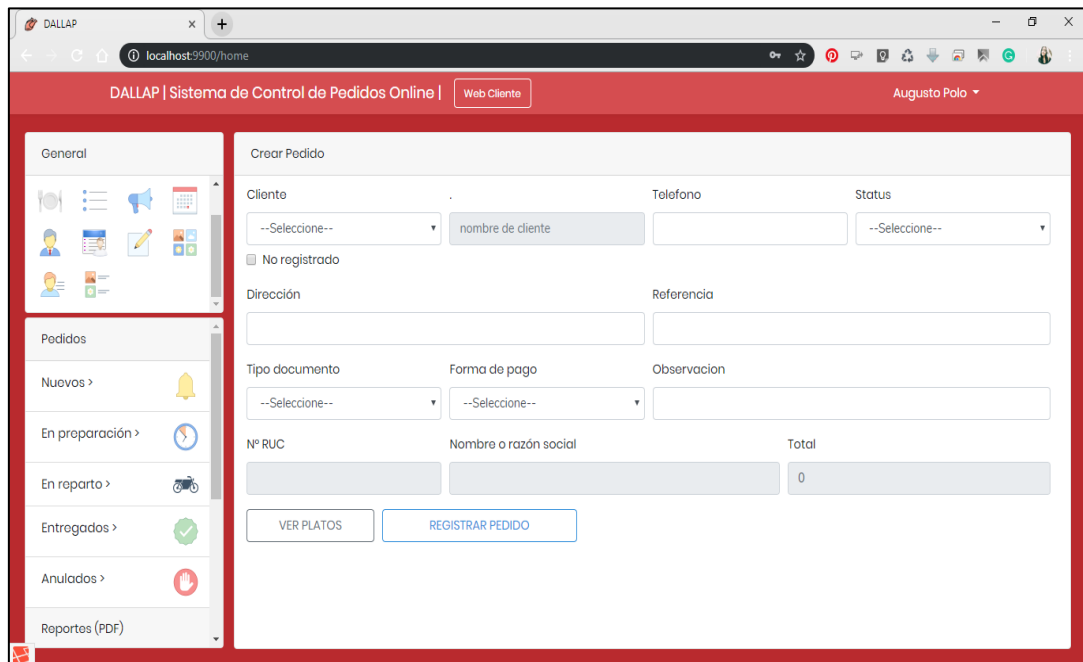 DALLAP
localhost:9900/home
DALLAP | Sistema de Control de Pedidos Online | Web Cliente
Augusto Polo
General
Pedidos
Nuevos >
En preparación >
En reparto >
Entregados >
Anulados >
Reportes (PDF)
Crear Pedido
Cliente . Telefono Status
--Seleccione-- nombre de cliente --Seleccione--
No registrado
Dirección Referencia
Tipo documento Forma de pago Observacion
--Seleccione-- --Seleccione--
Nº RUC Nombre o razón social Total
0
VER PLATOS REGISTRAR PEDIDO